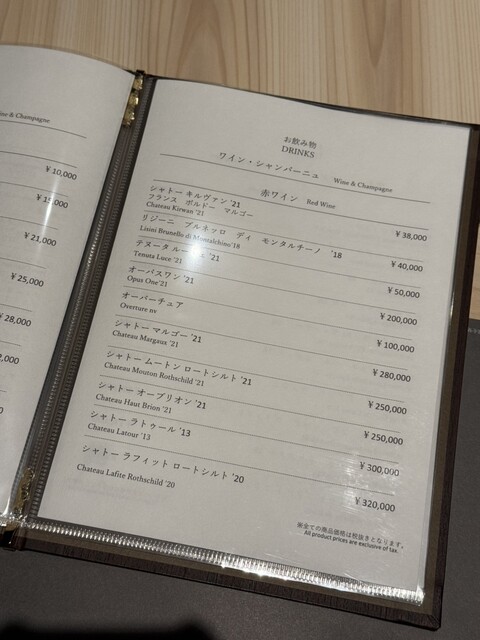 ine & Champagne
¥10,000
¥15,000
¥21,000
¥25,000
¥28,000
,000
お飲み物
DRINKS
ワイン・シャンパーニュ Wine & Champagne
赤ワイン Red Wine
シャトー キルヴァン '21
フランス ボルドー マルゴー
Chateau Kirwan '21
¥38,000
リジーニ ブルネッロ ディ モンタルチーノ '18
Lisini Brunello di Montalchino'18
¥40,000
テヌータ ルーチェ '21
Tenuta Luce '21
¥50,000
オーパスワン '21
Opus One'21
¥200,000
オーバーチュア
Overture nv
¥100,000
シャトー マルゴー '21
Chateau Margaux '21
¥280,000
シャトー ムートン ロートシルト '21
Chateau Mouton Rothschild '21
¥250,000
シャトー オーブリオン '21
Chateau Haut Brion '21
¥250,000
シャトー ラトゥール '13
Chateau Latour '13
¥300,000
シャトー ラフィット ロートシルト '20
Chateau Lafite Rothschild '20
¥320,000
※全ての商品価格は税抜きとなります。
All product prices are exclusive of tax.